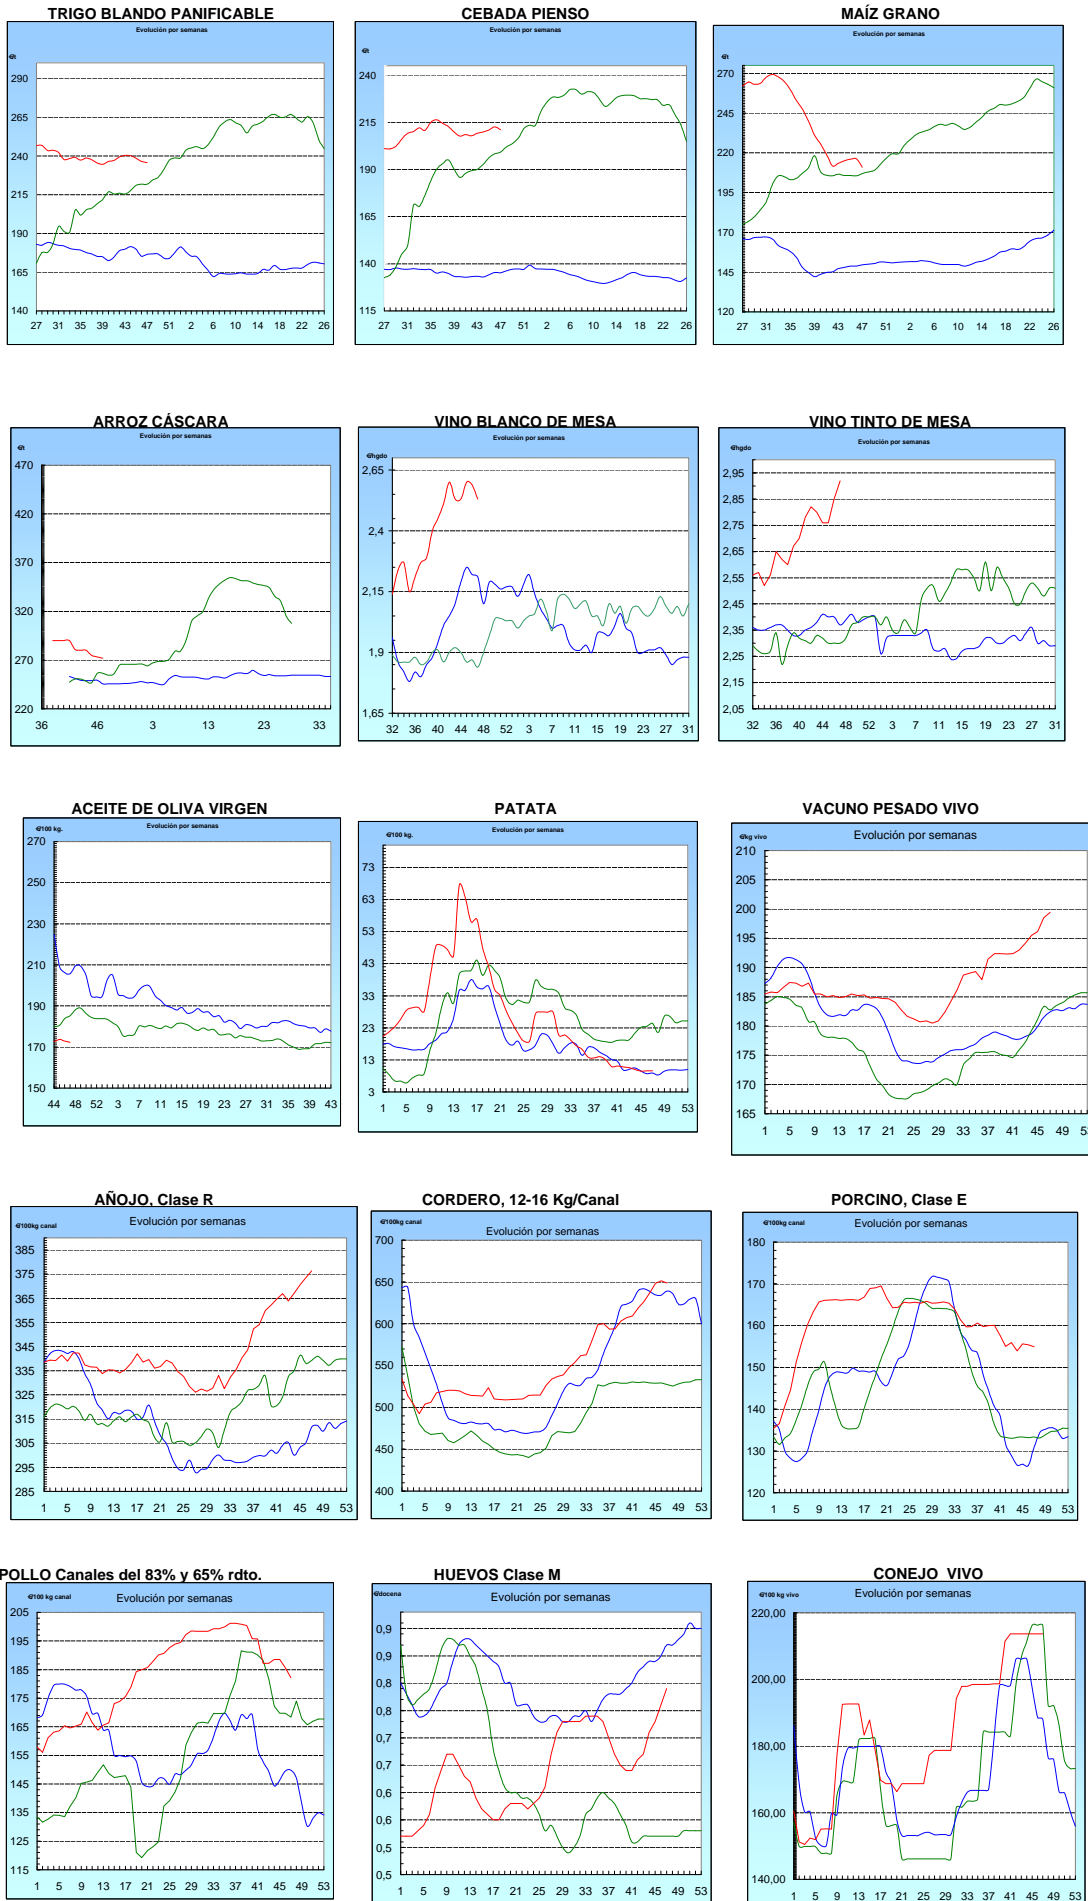 TRIGO BLANDO PANIFICABLE
Evolución por semanas
€/t
290
265
240
215
190
165
140
27 31 35 39 43 47 51 2 6 10 14 18 22 26
CEBADA PIENSO
Evolución por semanas
€/t
240
215
190
165
140
115
27 31 35 39 43 47 51 2 6 10 14 18 22 26
MAÍZ GRANO
Evolución por semanas
€/t
270
245
220
195
170
145
120
27 31 35 39 43 47 51 2 6 10 14 18 22 26
ARROZ CÁSCARA
Evolución por semanas
€/t
470
420
370
320
270
220
36 46 3 13 23 33
VINO BLANCO DE MESA
Evolución por semanas
€/hgdo
2,65
2,4
2,15
1,9
1,65
32 36 40 44 48 52 3 7 11 15 19 23 27 31
VINO TINTO DE MESA
Evolución por semanas
€/hgdo
2,95
2,85
2,75
2,65
2,55
2,45
2,35
2,25
2,15
2,05
32 36 40 44 48 52 3 7 11 15 19 23 27 31
ACEITE DE OLIVA VIRGEN
Evolución por semanas
€/100 kg.
270
250
230
210
190
170
150
44 48 52 3 7 11 15 19 23 27 31 35 39 43
PATATA
Evolución por semanas
€/100 kg.
73
63
53
43
33
23
13
3
1 5 9 13 17 21 25 29 33 37 41 45 49 53
VACUNO PESADO VIVO
Evolución por semanas
€/kg vivo
210
205
200
195
190
185
180
175
170
165
1 5 9 13 17 21 25 29 33 37 41 45 49 5
AÑOJO, Clase R
Evolución por semanas
€/100kg canal
385
375
365
355
345
335
325
315
305
295
285
1 5 9 13 17 21 25 29 33 37 41 45 49 53
CORDERO, 12-16 Kg/Canal
Evolución por semanas
€/100kg canal
700
650
600
550
500
450
400
1 5 9 13 17 21 25 29 33 37 41 45 49 53
PORCINO, Clase E
Evolución por semanas
€/100kg canal
180
170
160
150
140
130
120
1 5 9 13 17 21 25 29 33 37 41 45 49 53
POLLO Canales del 83% y 65% rdto.
Evolución por semanas
€/100 kg canal
205
195
185
175
165
155
145
135
125
115
1 5 9 13 17 21 25 29 33 37 41 45 49 53
HUEVOS Clase M
Evolución por semanas
€/docena
0,9
0,9
0,8
0,8
0,7
0,7
0,6
0,6
0,5
0,5
1 5 9 13 17 21 25 29 33 37 41 45 49 53
CONEJO VIVO
Evolución por semanas
€/100 kg vivo
220,00
200,00
180,00
160,00
140,00
1 5 9 13 17 21 25 29 33 37 41 45 49 53